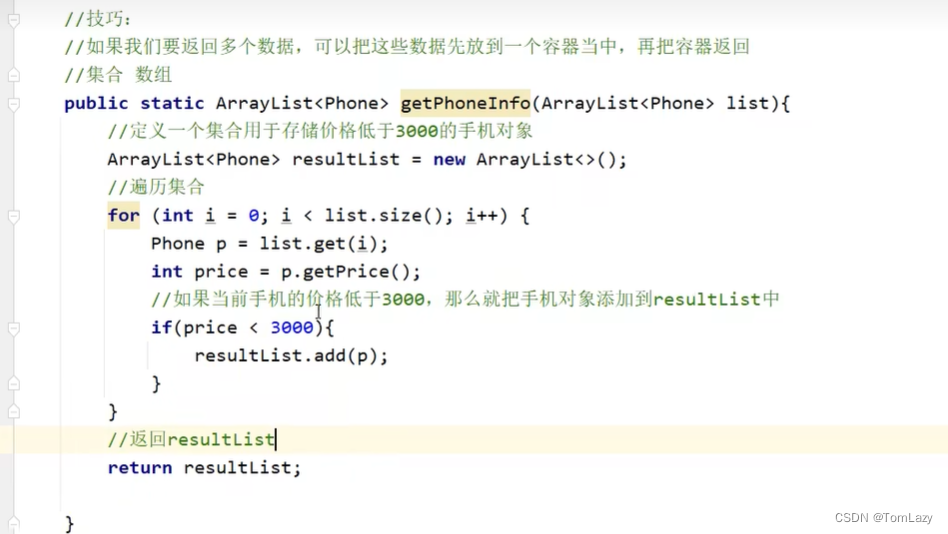 //技巧：
//如果我们要返回多个数据，可以把这些数据先放到一个容器当中，再把容器返回
//集合 数组
public static ArrayList<Phone> getPhoneInfo(ArrayList<Phone> list){
    //定义一个集合用于存储价格低于3000的手机对象
    ArrayList<Phone> resultList = new ArrayList<>();
    //遍历集合
    for (int i = 0; i < list.size(); i++) {
        Phone p = list.get(i);
        int price = p.getPrice();
        //如果当前手机的价格低于3000，那么就把手机对象添加到resultList中
        if(price < 3000){
            resultList.add(p);
        }
    }
    //返回resultList
    return resultList;
}
CSDN @TomLazy